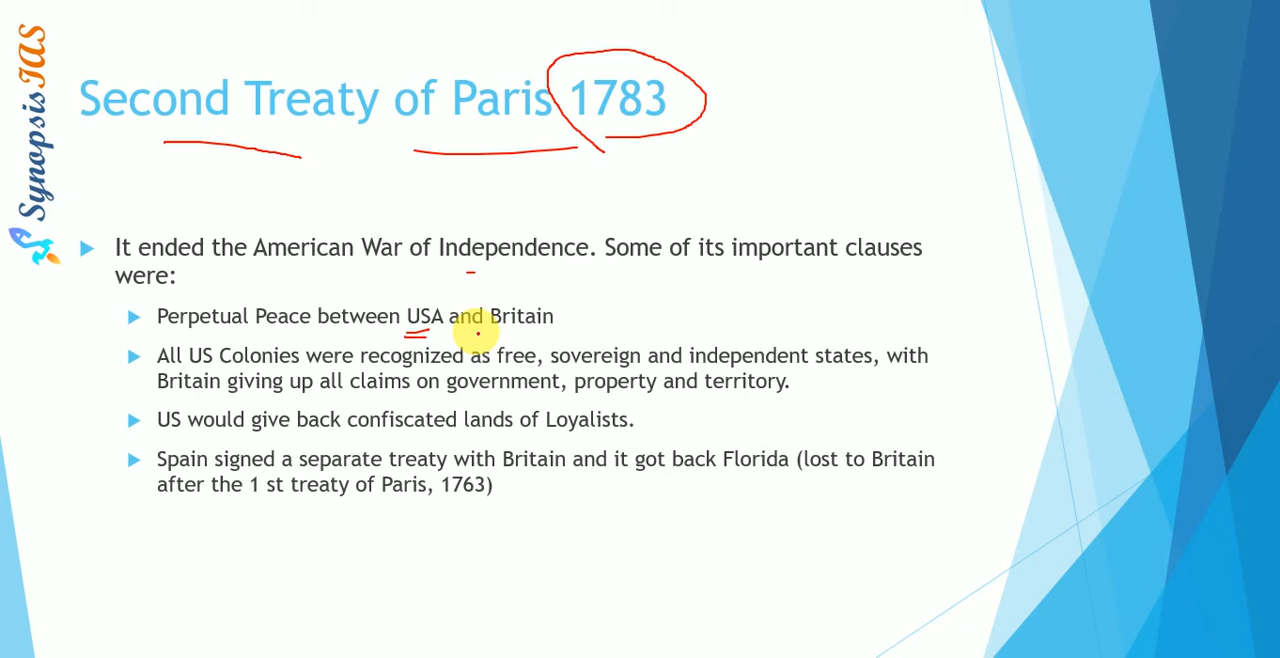 SynopsisIAS
Second Treaty of Paris 1783
It ended the American War of Independence. Some of its important clauses
were:
Perpetual Peace between USA and Britain
All US Colonies were recognized as free, sovereign and independent states, with
Britain giving up all claims on government, property and territory.
US would give back confiscated lands of Loyalists.
Spain signed a separate treaty with Britain and it got back Florida (lost to Britain
after the 1 st treaty of Paris, 1763)